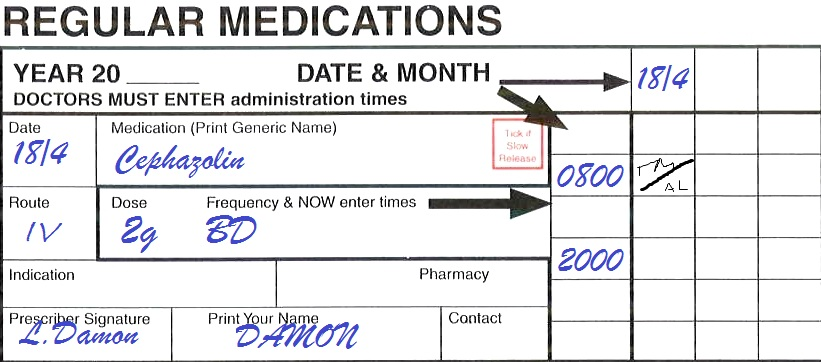 REGULAR MEDICATIONS
YEAR 20 ______ DATE & MONTH 18/4
DOCTORS MUST ENTER administration times
Date Medication (Print Generic Name)
18/4 Cephazolin
Tick if
Slow
Release
0800 TM/AL
Route Dose Frequency & NOW enter times
IV 2g BD
2000
Indication Pharmacy
Prescriber Signature Print Your Name Contact
L.Damon DAMON